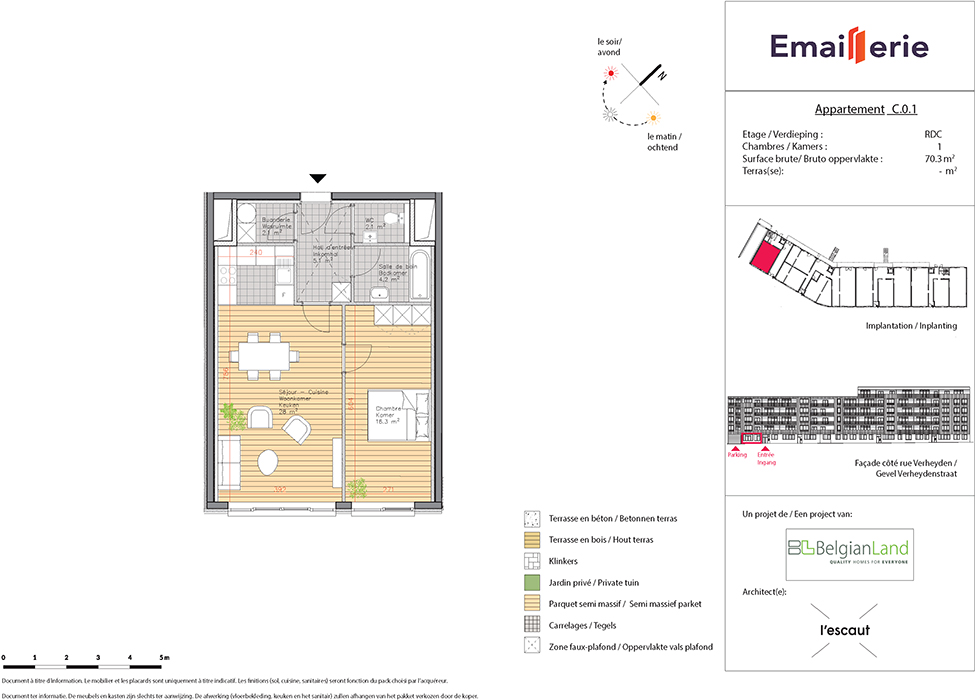 le soir/
avond
N
le matin /
ochtend
Emaillerie
Appartement C.0.1
Etage / Verdieping : RDC
Chambres / Kamers : 1
Surface brute/ Bruto oppervlakte : 70.3 m²
Terras(se): - m²
Buanderie
Wasruimte
2.1 m²
WC
2.1 m²
Hall d'entrée
Inkomhal
5.1 m²
Salle de bain
Badkamer
4.2 m²
240
F
766
Séjour - Cuisine
Woonkamer
Keuken
28 m²
Chambre
Kamer
16.3 m²
392
271
Implantation / Inplanting
Parking
Entrée
Ingang
Façade côté rue Verheyden /
Gevel Verheydenstraat
Un projet de / Een project van:
BelgianLand
QUALITY HOMES FOR EVERYONE
Architect(e):
l'escaut
Terrasse en béton / Betonnen terras
Terrasse en bois / Hout terras
Klinkers
Jardin privé / Private tuin
Parquet semi massif / Semi massief parket
Carrelages / Tegels
Zone faux-plafond / Oppervlakte vals plafond
0 1 2 3 4 5m
Document à titre d'information. Le mobilier et les placards sont uniquement à titre indicatif. Les finitions (sol, cuisine, sanitaires) seront fonction du pack choisi par l'acquéreur.
Document ter informatie. De meubels en kasten zijn slechts ter aanwijzing. De afwerking (vloerbekleding, keuken en het sanitair) zullen afhangen van het pakket verkozen door de koper.